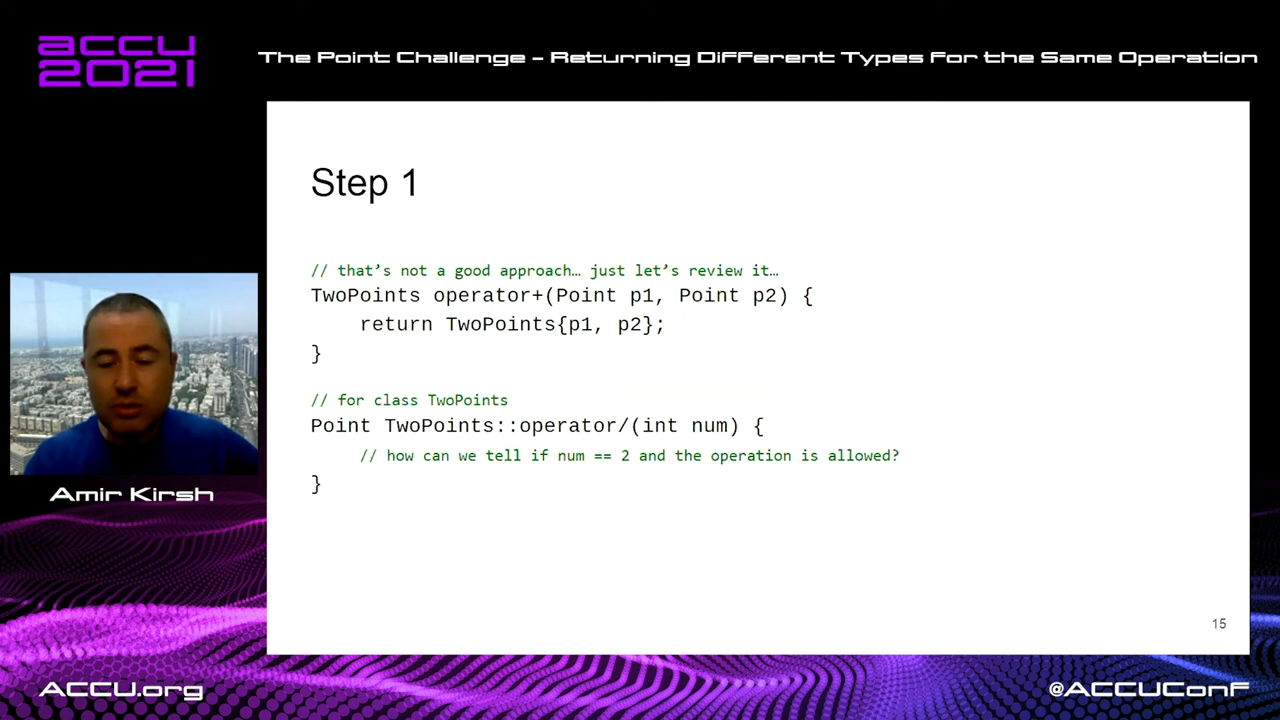 accu
2021
The Point Challenge – Returning Different Types for the Same Operation
Step 1
// that’s not a good approach… just let’s review it…
TwoPoints operator+(Point p1, Point p2) {
return TwoPoints{p1, p2};
}
// for class TwoPoints
Point TwoPoints::operator/(int num) {
// how can we tell if num == 2 and the operation is allowed?
}
Amir Kirsh
15
ACCU.org
@ACCUConf